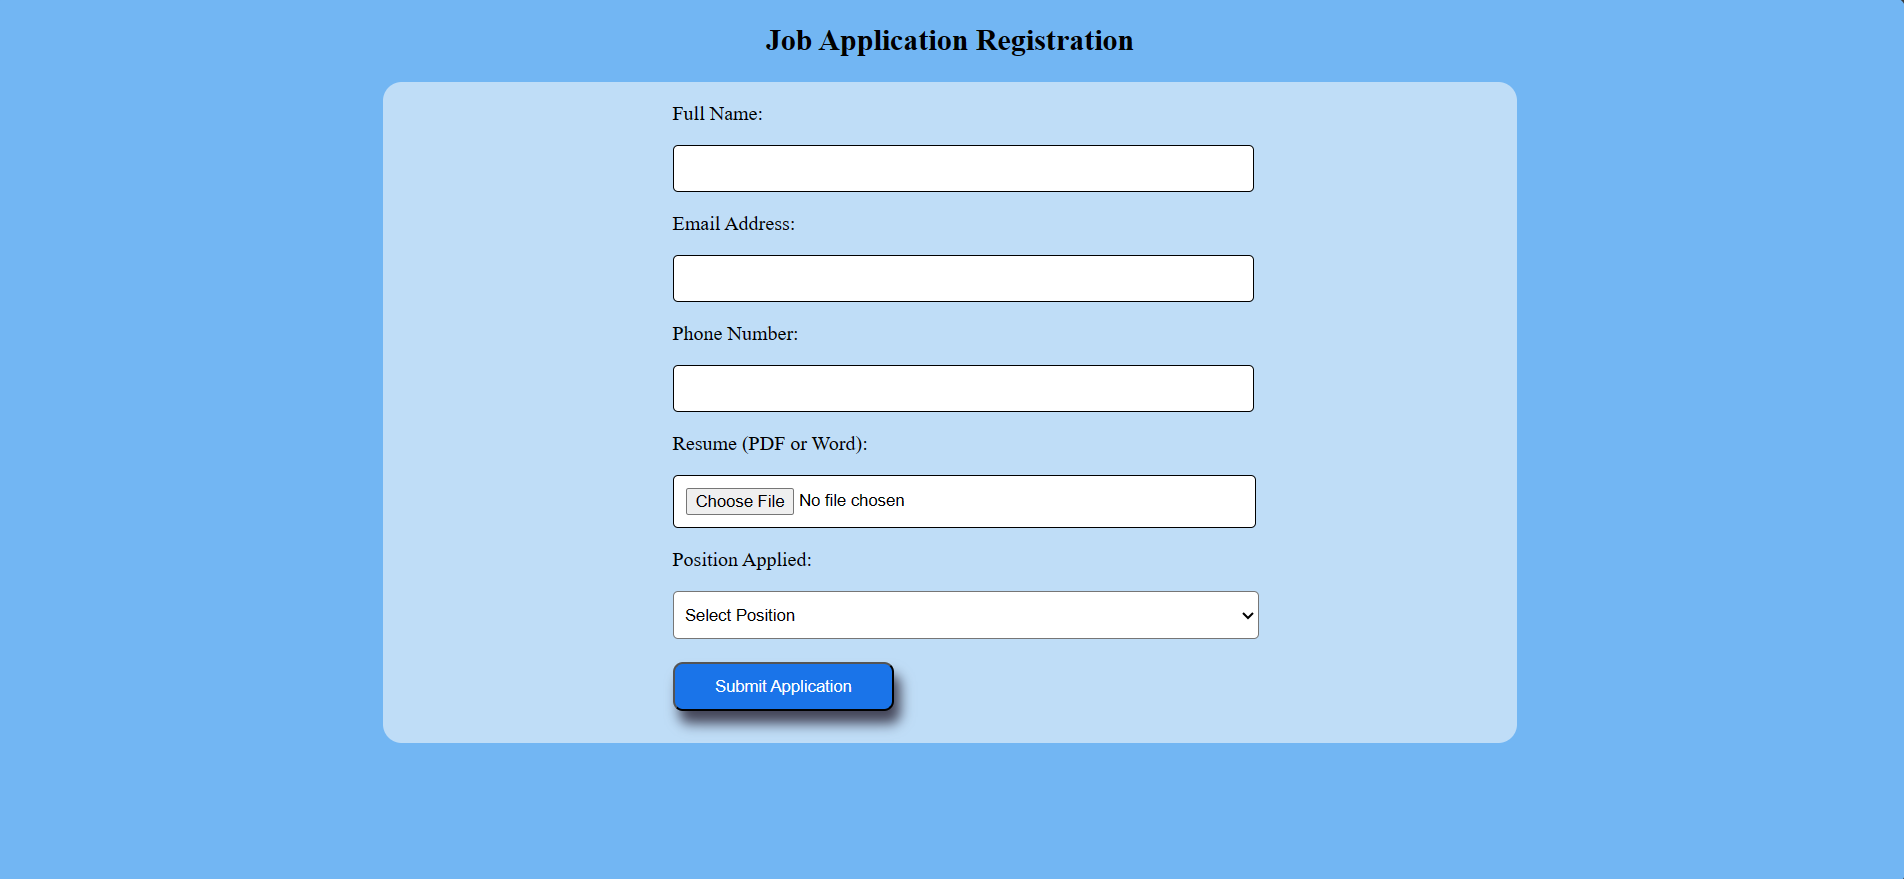 Job Application Registration
Full Name:
Email Address:
Phone Number:
Resume (PDF or Word):
Choose File No file chosen
Position Applied:
Select Position
Submit Application